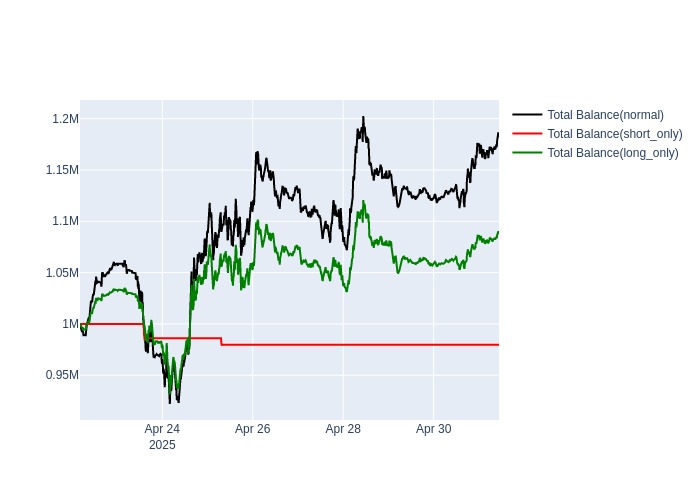 1.2M
1.15M
1.1M
1.05M
1M
0.95M
Apr 24
2025
Apr 26
Apr 28
Apr 30
Total Balance(normal)
Total Balance(short_only)
Total Balance(long_only)